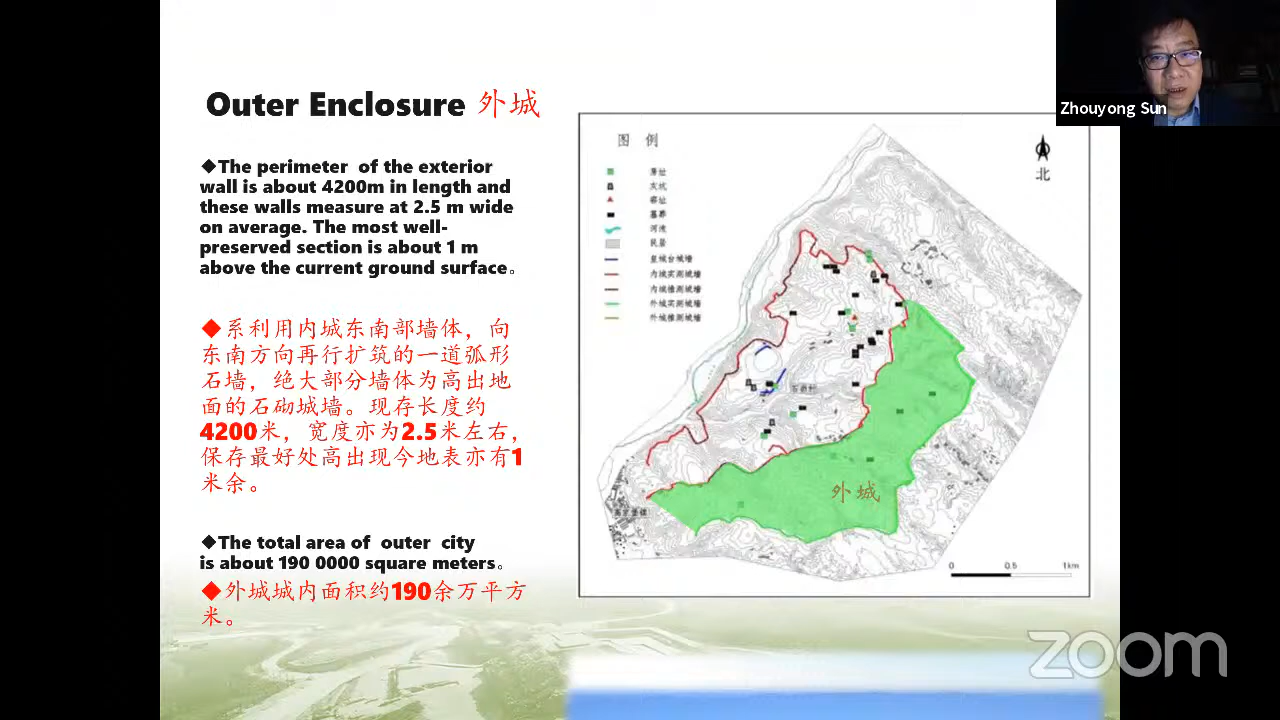 Zhouyong Sun
Outer Enclosure 外城
◆The perimeter of the exterior
wall is about 4200m in length and
these walls measure at 2.5 m wide
on average. The most well-
preserved section is about 1 m
above the current ground surface。
◆系利用内城东南部墙体，向
东南方向再行扩筑的一道弧形
石墙，绝大部分墙体为高出地
面的石砌城墙。现存长度约
4200米，宽度亦为2.5米左右，
保存最好处高出现今地表亦有1
米余。
◆The total area of outer city
is about 190 0000 square meters。
◆外城城内面积约190余万平方
米。
图 例
房址
灰坑
窑址
墓葬
河流
民居
皇城台城墙
内城实测城墙
内城推测城墙
外城实测城墙
外城推测城墙
北
外城
0 0.5 1km
zoom